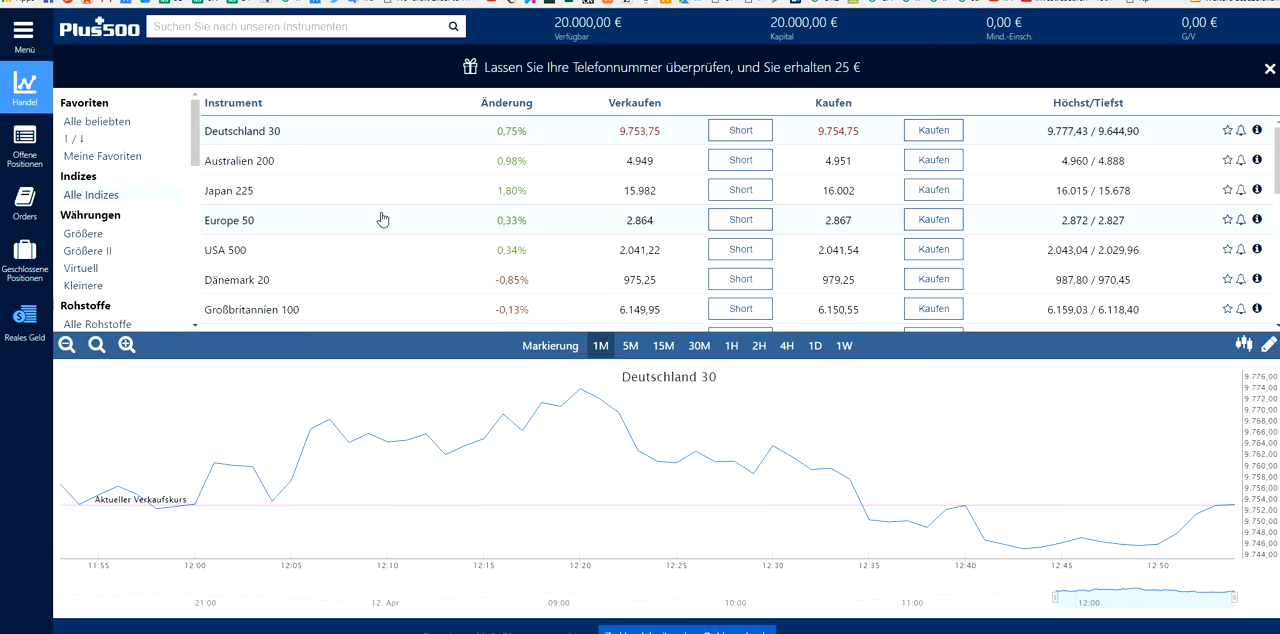 Plus500
Suchen Sie nach unseren Instrumenten
20.000,00 €
Verfügbar
20.000,00 €
Kapital
0,00 €
Mind.-Einsch.
0,00 €
G/V
Menü
Lassen Sie Ihre Telefonnummer überprüfen, und Sie erhalten 25 €
Handel
Offene
Positionen
Orders
Geschlossene
Positionen
Reales Geld
Favoriten
Alle beliebten
↑ / ↓
Meine Favoriten
Indizes
Alle Indizes
Währungen
Größere
Größere II
Virtuell
Kleinere
Rohstoffe
Alle Rohstoffe
Instrument Änderung Verkaufen Kaufen Höchst/Tiefst
Deutschland 30 0,75% 9.753,75 Short 9.754,75 Kaufen 9.777,43 / 9.644,90
Australien 200 0,98% 4.949 Short 4.951 Kaufen 4.960 / 4.888
Japan 225 1,80% 15.982 Short 16.002 Kaufen 16.015 / 15.678
Europe 50 0,33% 2.864 Short 2.867 Kaufen 2.872 / 2.827
USA 500 0,34% 2.041,22 Short 2.041,54 Kaufen 2.043,04 / 2.029,96
Dänemark 20 -0,85% 975,25 Short 979,25 Kaufen 987,80 / 970,45
Großbritannien 100 -0,13% 6.149,95 Short 6.150,55 Kaufen 6.159,03 / 6.118,40
Markierung 1M 5M 15M 30M 1H 2H 4H 1D 1W
Deutschland 30
9.776,00
9.774,00
9.772,00
9.770,00
9.768,00
9.766,00
9.764,00
9.762,00
9.760,00
9.758,00
9.756,00
9.754,00
9.752,00
9.750,00
9.748,00
9.746,00
9.744,00
Aktueller Verkaufskurs
11:55 12:00 12:05 12:10 12:15 12:20 12:25 12:30 12:35 12:40 12:45 12:50
21:00 12. Apr 09:00 10:00 11:00 12:00